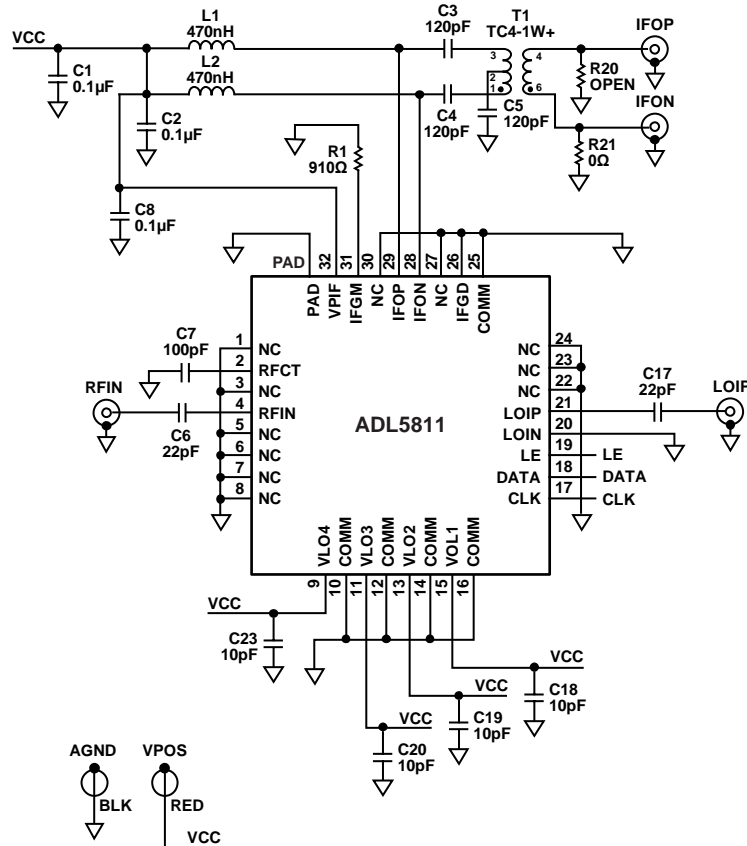 VCC
L1
470nH
C3
120pF
T1
TC4-1W+
IFOP
C1
0.1µF
L2
470nH
3
2
1
4
6
R20
OPEN
C2
0.1µF
C4
120pF
C5
120pF
IFON
R1
910Ω
R21
0Ω
C8
0.1µF
PAD
32
31
30
29
28
27
26
25
PAD
VPIF
IFGM
NC
IFOP
IFON
NC
IFGD
COMM
C7
100pF
RFIN
C6
22pF
1
NC
2
RFCT
3
NC
4
RFIN
5
NC
6
NC
7
NC
8
NC
ADL5811
24
NC
23
NC
22
NC
21
LOIP
20
LOIN
19
LE
LE
18
DATA
DATA
17
CLK
CLK
C17
22pF
LOIP
VLO4
COMM
VLO3
COMM
VLO2
COMM
VOL1
COMM
9
10
11
12
13
14
15
16
VCC
C23
10pF
VCC
C18
10pF
VCC
C19
10pF
VCC
C20
10pF
AGND
VPOS
BLK
RED
VCC